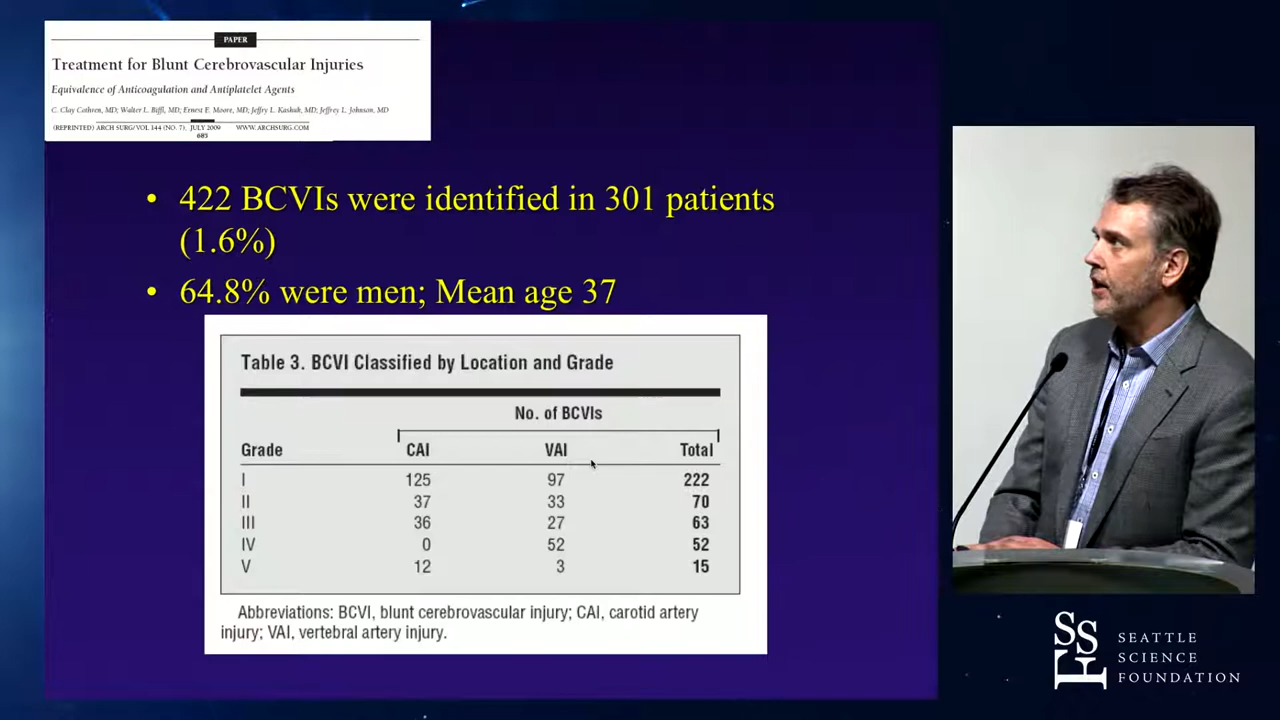 PAPER
Treatment for Blunt Cerebrovascular Injuries
Equivalence of Anticoagulation and Antiplatelet Agents
C. Clay Cothren, MD; Walter L. Biffl, MD; Ernest E. Moore, MD; Jeffry L. Kashuk, MD; Jeffrey L. Johnson, MD
(REPRINTED) ARCH SURG/VOL 144 (NO. 7), JULY 2009 WWW.ARCHSURG.COM
685
• 422 BCVIs were identified in 301 patients
(1.6%)
• 64.8% were men; Mean age 37
Table 3. BCVI Classified by Location and Grade
No. of BCVIs
Grade CAI VAI Total
I 125 97 222
II 37 33 70
III 36 27 63
IV 0 52 52
V 12 3 15
Abbreviations: BCVI, blunt cerebrovascular injury; CAI, carotid artery
injury; VAI, vertebral artery injury.
SSF
SEATTLE
SCIENCE
FOUNDATION